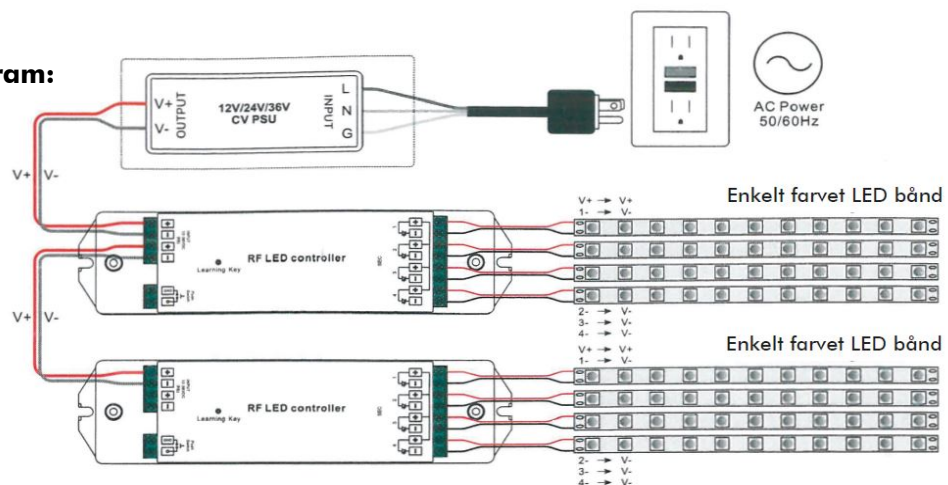 ram:
V+
V-
OUTPUT
12V/24V/36V
CV PSU
INPUT
L
N
G
AC Power
50/60Hz
V+
V-
Enkelt farvet LED bånd
V+ → V+
1- → V-
RF LED controller
Learning Key
2- → V-
3- → V-
4- → V-
V+
V-
Enkelt farvet LED bånd
V+ → V+
1- → V-
RF LED controller
Learning Key
2- → V-
3- → V-
4- → V-